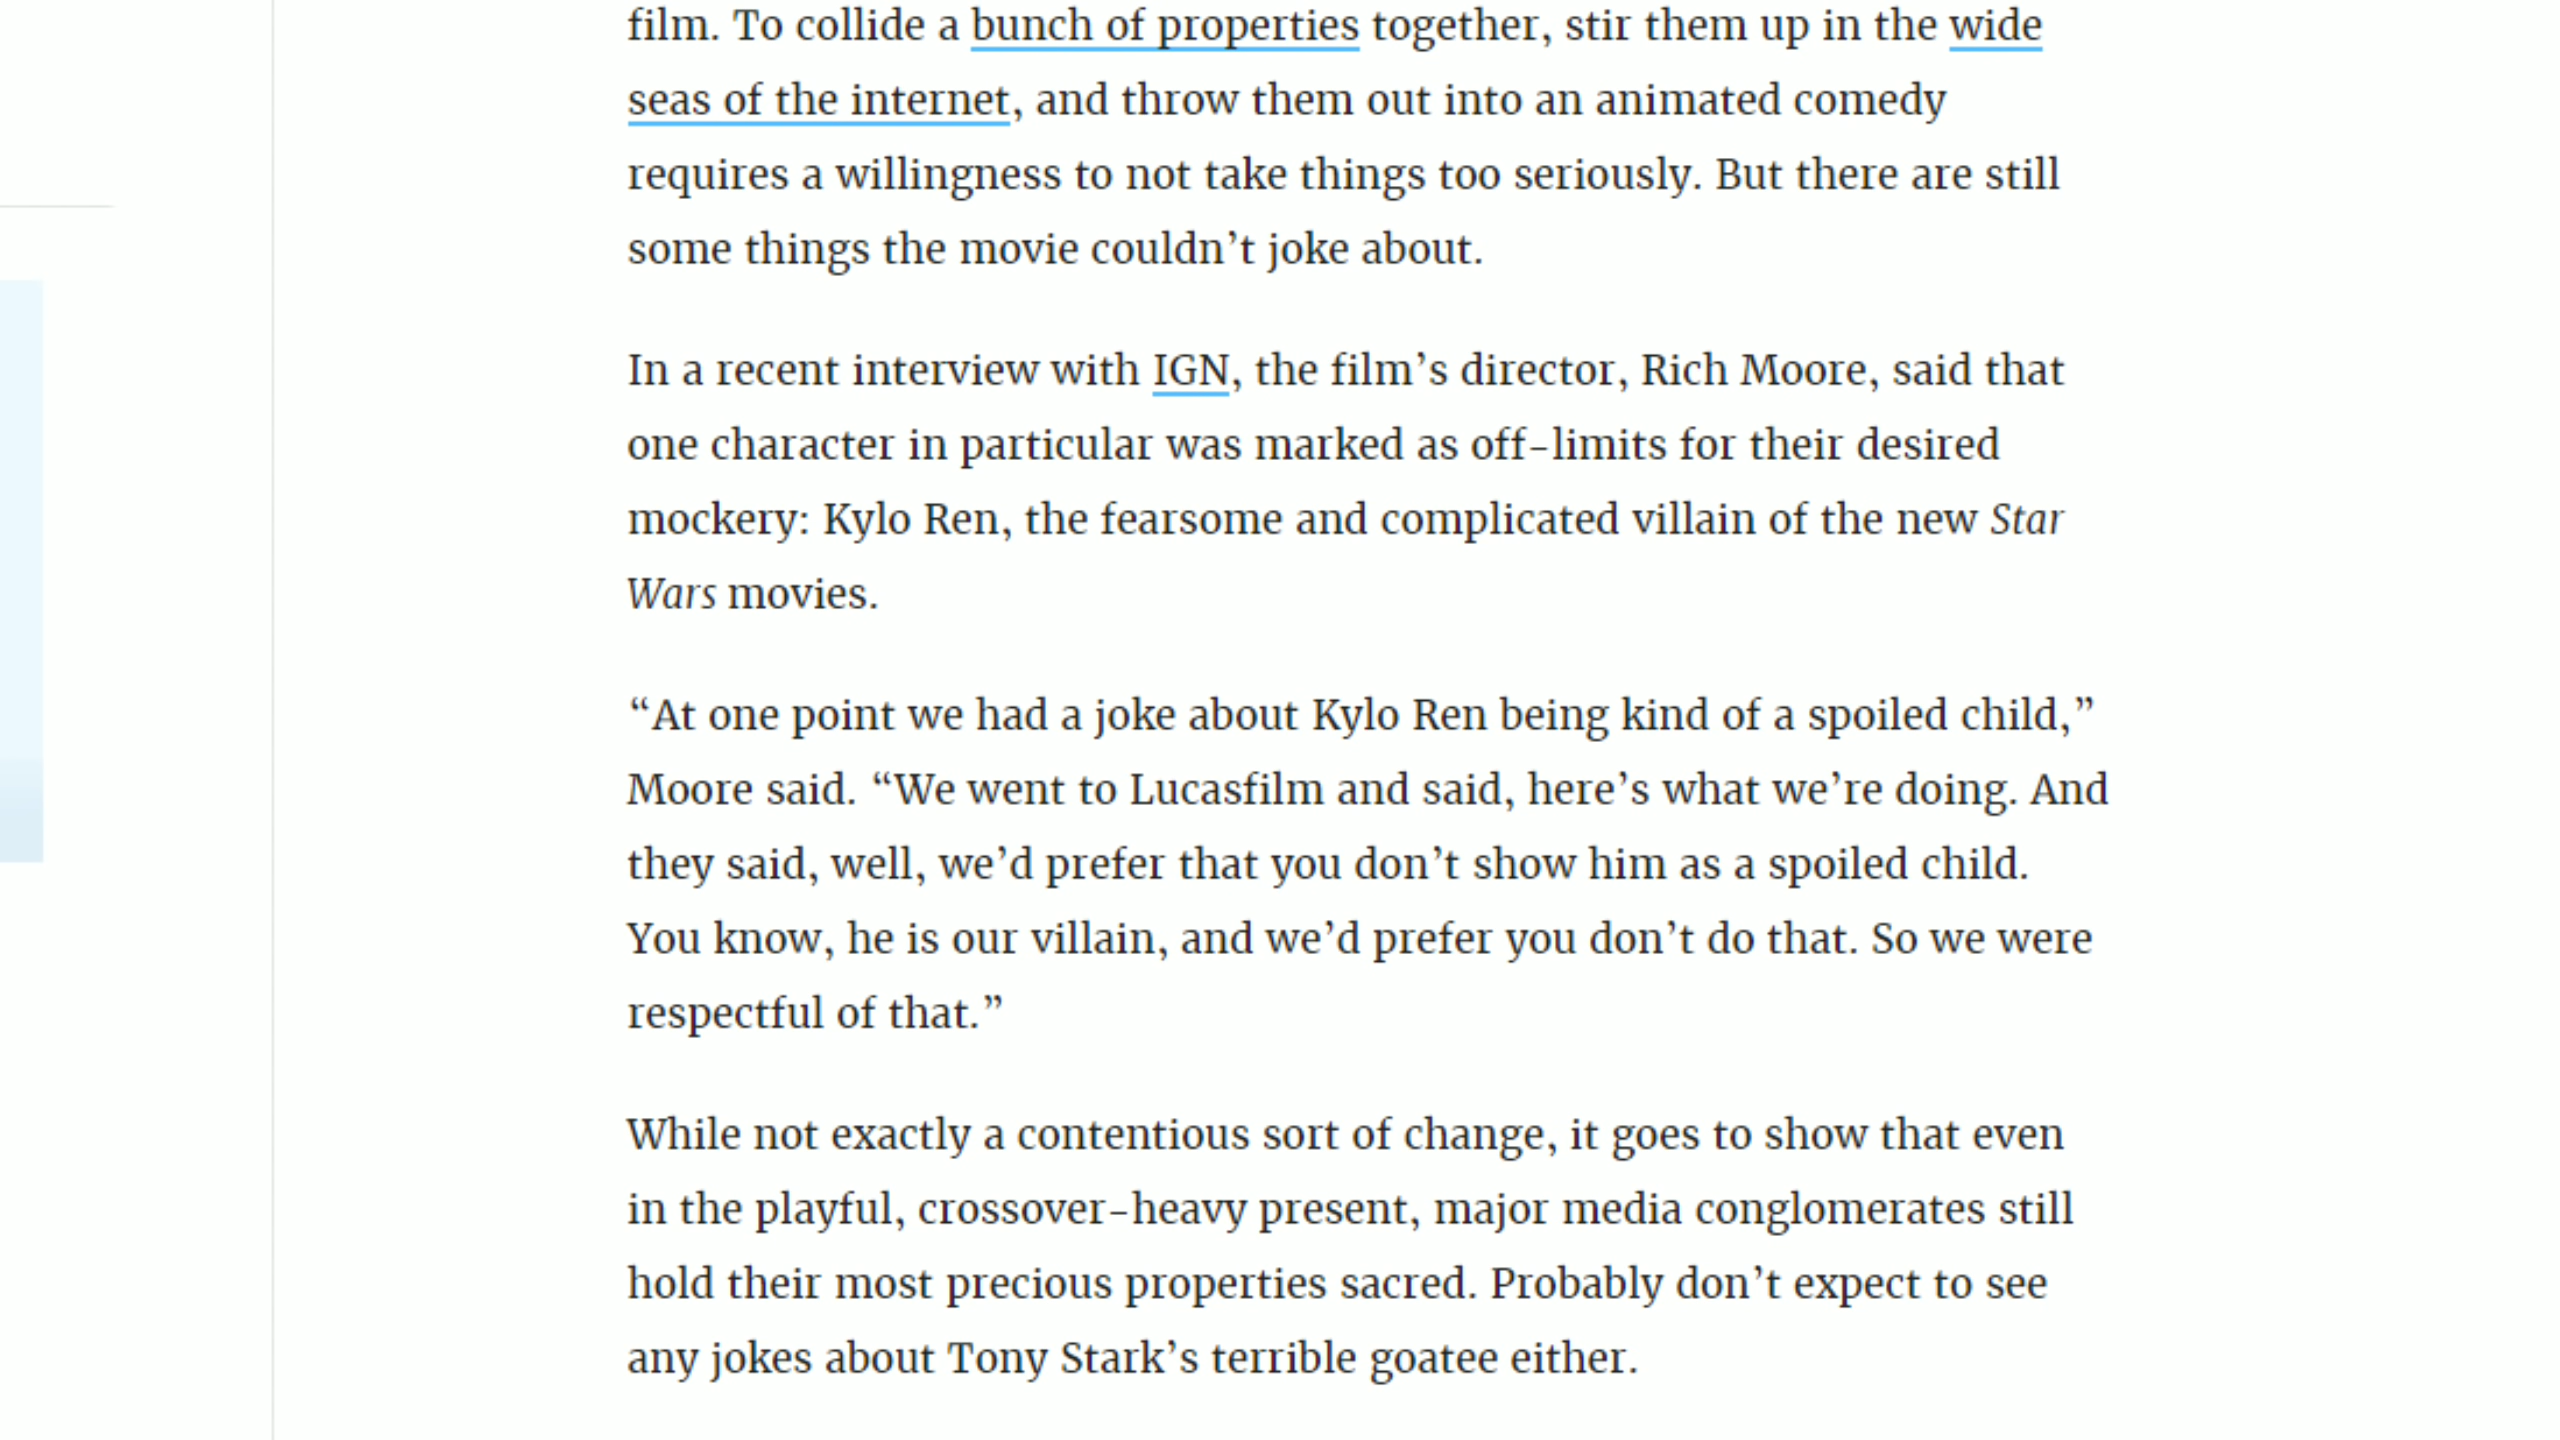 film. To collide a bunch of properties together, stir them up in the wide
seas of the internet, and throw them out into an animated comedy
requires a willingness to not take things too seriously. But there are still
some things the movie couldn’t joke about.
In a recent interview with IGN, the film’s director, Rich Moore, said that
one character in particular was marked as off-limits for their desired
mockery: Kylo Ren, the fearsome and complicated villain of the new Star
Wars movies.
“At one point we had a joke about Kylo Ren being kind of a spoiled child,”
Moore said. “We went to Lucasfilm and said, here’s what we’re doing. And
they said, well, we’d prefer that you don’t show him as a spoiled child.
You know, he is our villain, and we’d prefer you don’t do that. So we were
respectful of that.”
While not exactly a contentious sort of change, it goes to show that even
in the playful, crossover-heavy present, major media conglomerates still
hold their most precious properties sacred. Probably don’t expect to see
any jokes about Tony Stark’s terrible goatee either.